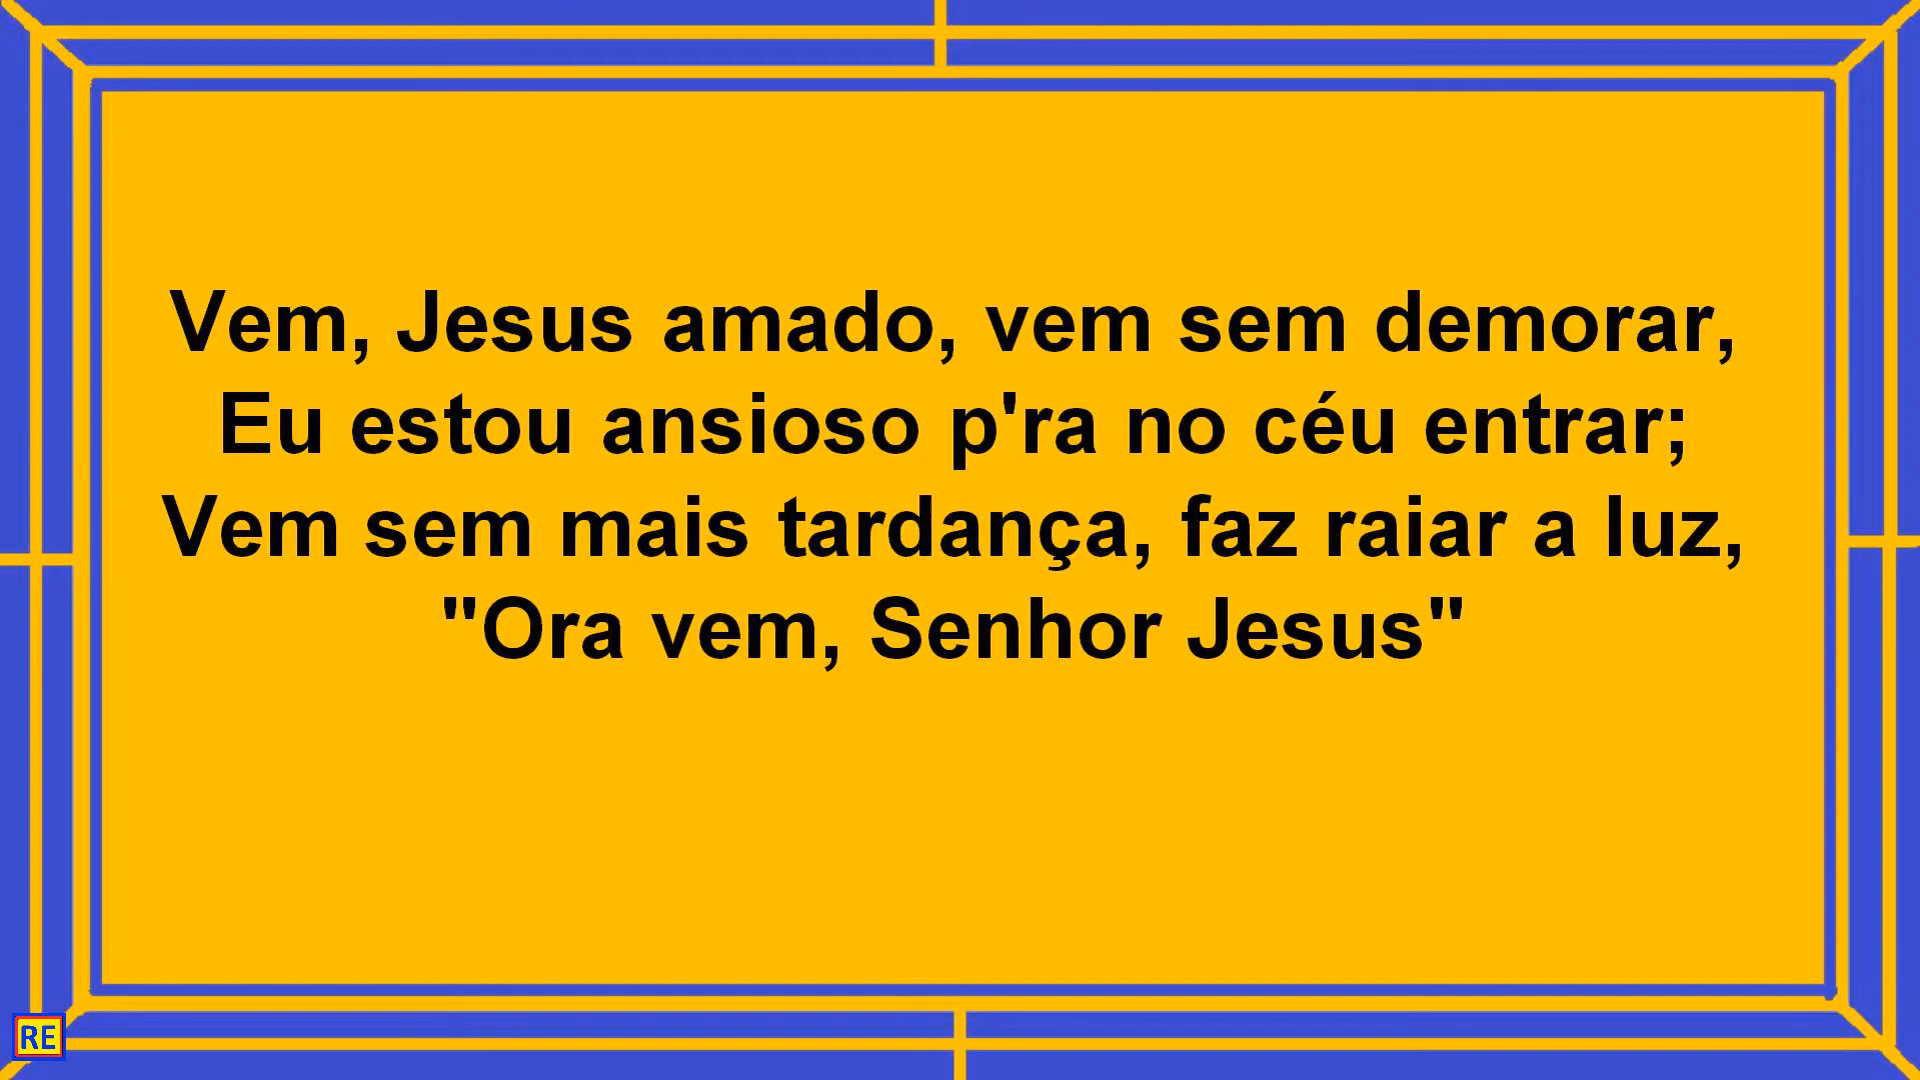 Vem, Jesus amado, vem sem demorar,
Eu estou ansioso p'ra no céu entrar;
Vem sem mais tardança, faz raiar a luz,
"Ora vem, Senhor Jesus"
RE